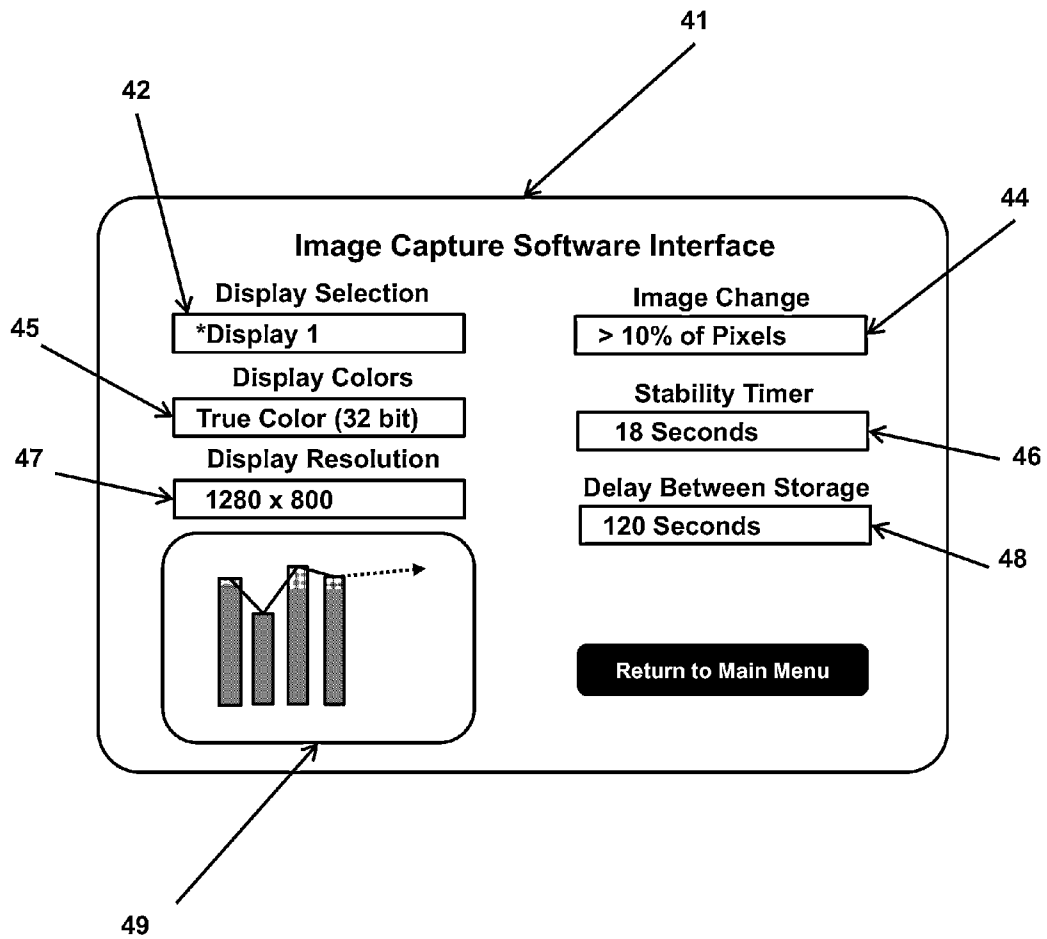 41
42
44
Image Capture Software Interface
Display Selection
*Display 1
Image Change
> 10% of Pixels
45
Display Colors
True Color (32 bit)
Stability Timer
18 Seconds
46
47
Display Resolution
1280 x 800
Delay Between Storage
120 Seconds
48
Return to Main Menu
49